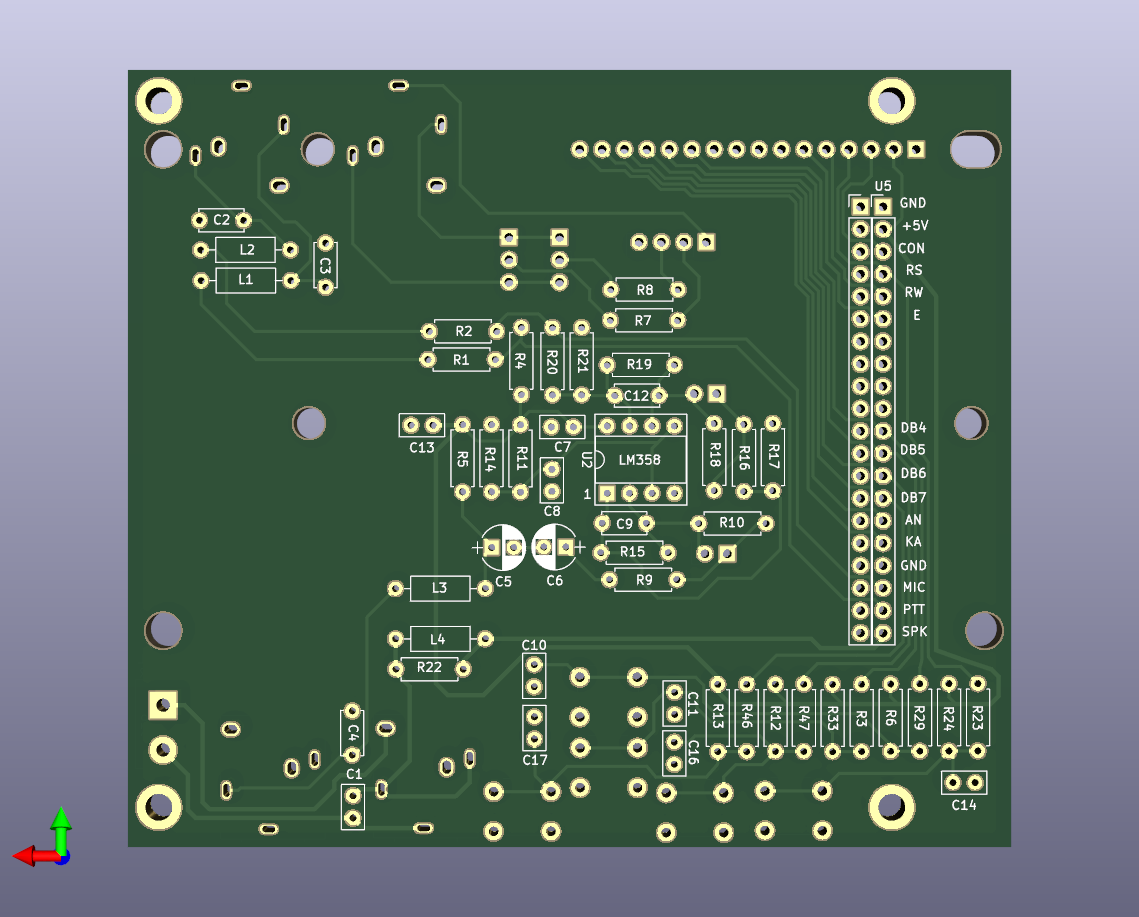 U5
GND
+5V
CON
RS
RW
E
DB4
DB5
DB6
DB7
AN
KA
GND
MIC
PTT
SPK
C2
L2
L1
C3
R8
R7
R2
R1
R4
R20
R21
R19
C12
C13
R5
R14
R11
C7
C8
U2
LM358
1
R18
R16
R17
C9
R10
R15
R9
+
C5
+
C6
L3
L4
R22
C10
C17
C11
C16
R13
R46
R12
R47
R33
R3
R6
R29
R24
R23
C14
C4
C1